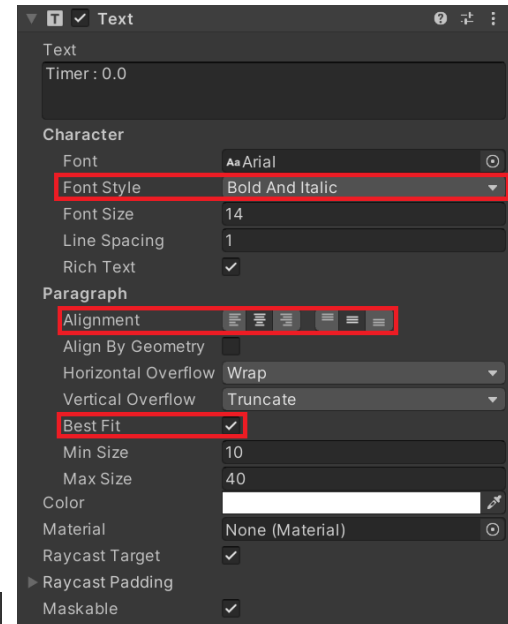 Text
Text
Timer : 0.0
Character
Font Aa Arial
Font Style Bold And Italic
Font Size 14
Line Spacing 1
Rich Text
Paragraph
Alignment
Align By Geometry
Horizontal Overflow Wrap
Vertical Overflow Truncate
Best Fit
Min Size 10
Max Size 40
Color
Material None (Material)
Raycast Target
Raycast Padding
Maskable